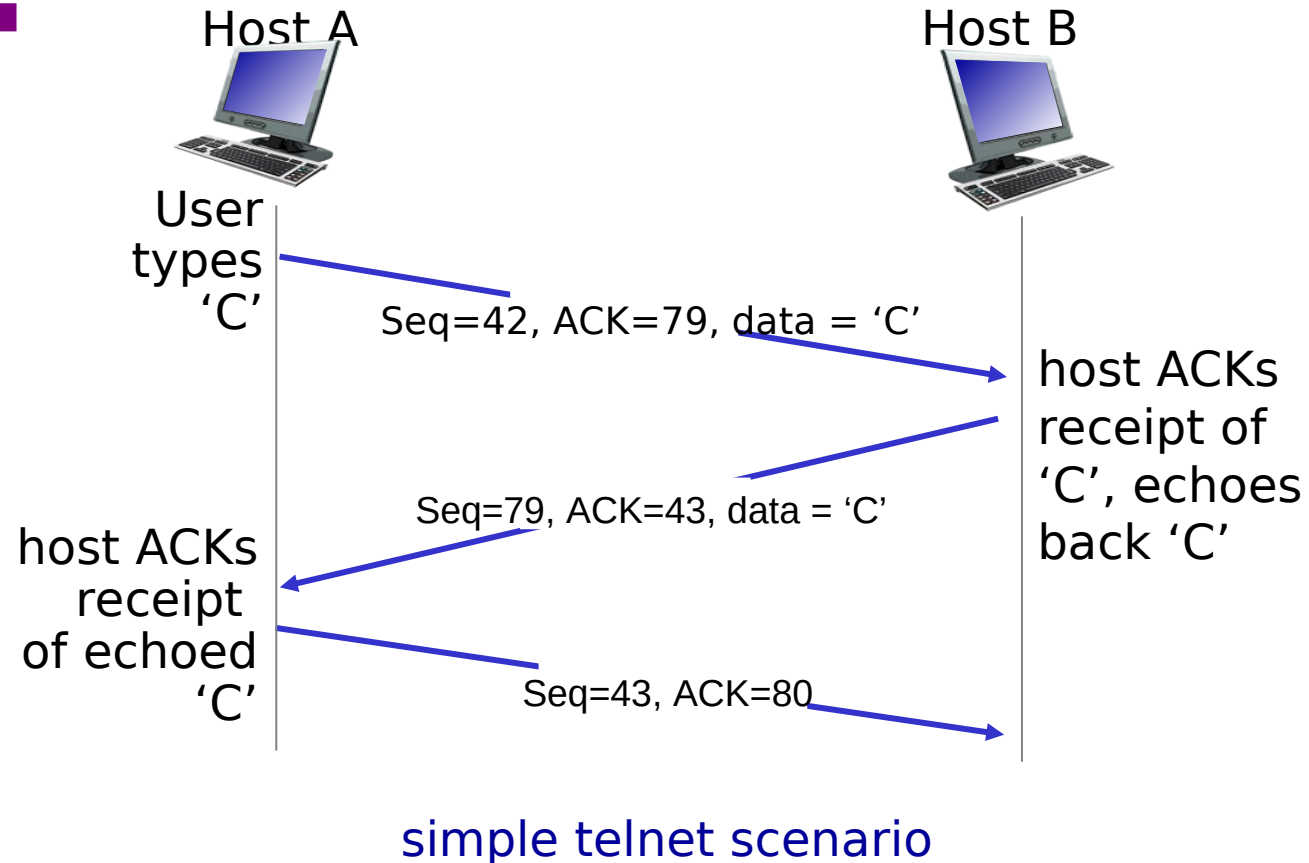 Host A
Host B
User
types
‘C’
Seq=42, ACK=79, data = ‘C’
host ACKs
receipt of
‘C’, echoes
back ‘C’
Seq=79, ACK=43, data = ‘C’
host ACKs
receipt
of echoed
‘C’
Seq=43, ACK=80
simple telnet scenario